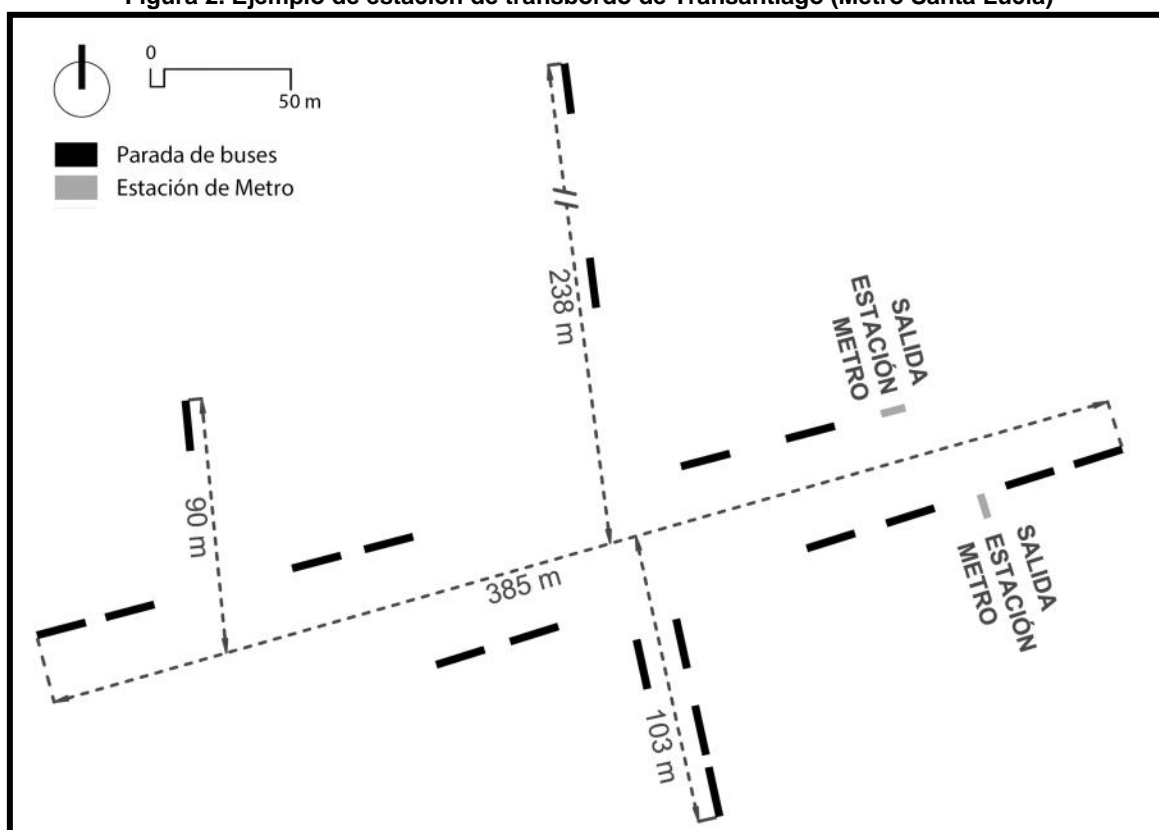 Figura 2. Ejemplo de estación de transbordo de Transantiago (Metro Santa Lucía)
0
50 m
Parada de buses
Estación de Metro
238 m
SALIDA
ESTACIÓN
METRO
90 m
385 m
SALIDA
ESTACIÓN
METRO
103 m